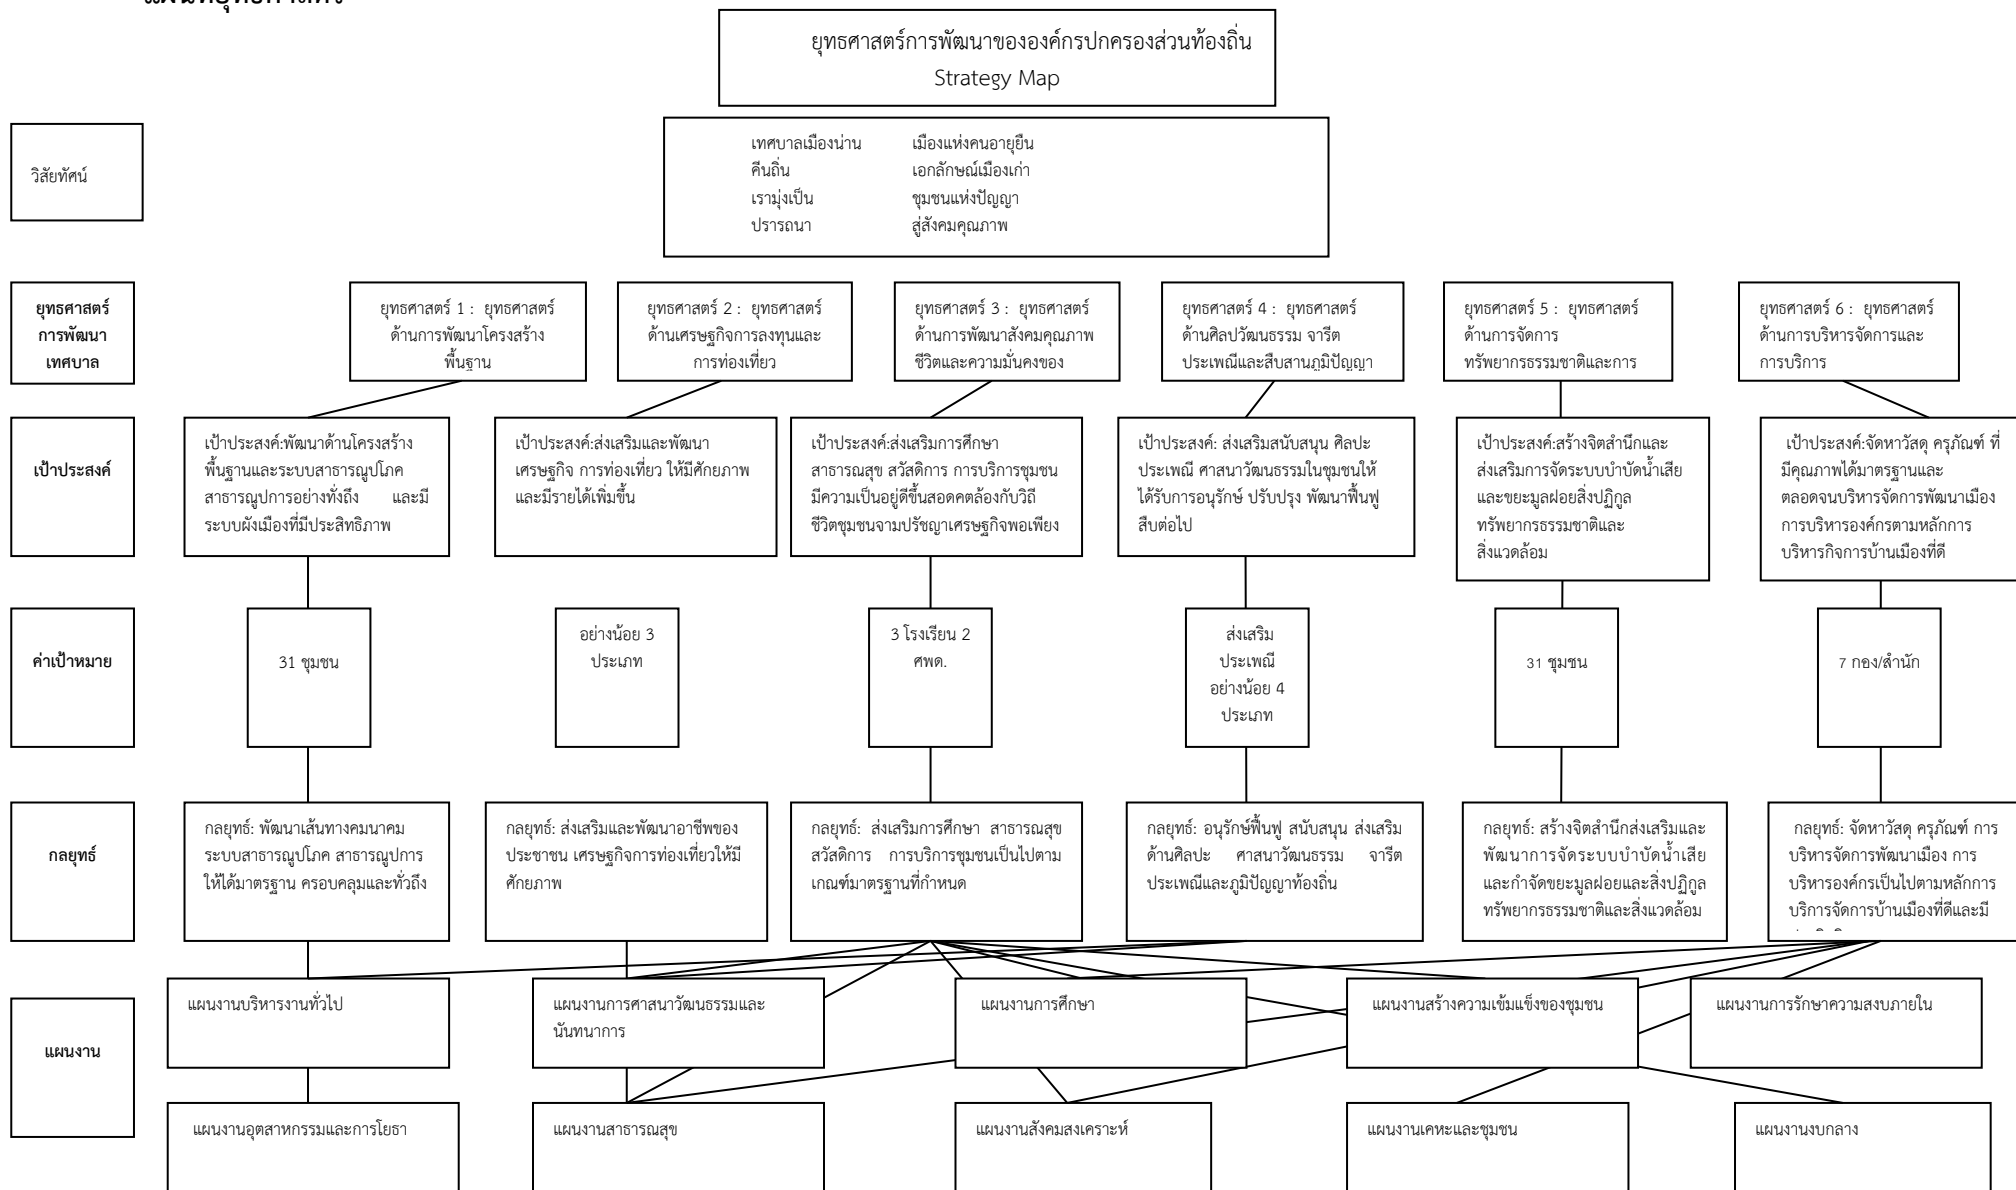 แผนที่ยุทธศาสตร์
ยุทธศาสตร์การพัฒนาขององค์กรปกครองส่วนท้องถิ่น
Strategy Map
วิสัยทัศน์
เทศบาลเมืองน่าน เมืองแห่งคนอายุยืน
คืนถิ่น เอกลักษณ์เมืองเก่า
เรามุ่งเป็น ชุมชนแห่งปัญญา
ปรารถนา สู่สังคมคุณภาพ
ยุทธศาสตร์
การพัฒนา
เทศบาล
ยุทธศาสตร์ 1 : ยุทธศาสตร์
ด้านการพัฒนาโครงสร้าง
พื้นฐาน
ยุทธศาสตร์ 2 : ยุทธศาสตร์
ด้านเศรษฐกิจการลงทุนและ
การท่องเที่ยว
ยุทธศาสตร์ 3 : ยุทธศาสตร์
ด้านการพัฒนาสังคมคุณภาพ
ชีวิตและความมั่นคงของ
ยุทธศาสตร์ 4 : ยุทธศาสตร์
ด้านศิลปวัฒนธรรม จารีต
ประเพณีและสืบสานภูมิปัญญา
ยุทธศาสตร์ 5 : ยุทธศาสตร์
ด้านการจัดการ
ทรัพยากรธรรมชาติและการ
ยุทธศาสตร์ 6 : ยุทธศาสตร์
ด้านการบริหารจัดการและ
การบริการ
เป้าประสงค์
เป้าประสงค์:พัฒนาด้านโครงสร้าง
พื้นฐานและระบบสาธารณูปโภค
สาธารณูปการอย่างทั่งถึง และมี
ระบบผังเมืองที่มีประสิทธิภาพ
เป้าประสงค์:ส่งเสริมและพัฒนา
เศรษฐกิจ การท่องเที่ยว ให้มีศักยภาพ
และมีรายได้เพิ่มขึ้น
เป้าประสงค์:ส่งเสริมการศึกษา
สาธารณสุข สวัสดิการ การบริการชุมชน
มีความเป็นอยู่ดีขึ้นสอดคตล้องกับวิถี
ชีวิตชุมชนจามปรัชญาเศรษฐกิจพอเพียง
เป้าประสงค์: ส่งเสริมสนับสนุน ศิลปะ
ประเพณี ศาสนาวัฒนธรรมในชุมชนให้
ได้รับการอนุรักษ์ ปรับปรุง พัฒนาฟื้นฟู
สืบต่อไป
เป้าประสงค์:สร้างจิตสำนึกและ
ส่งเสริมการจัดระบบบำบัดน้ำเสีย
และขยะมูลฝอยสิ่งปฏิกูล
ทรัพยากรธรรมชาติและ
สิ่งแวดล้อม
เป้าประสงค์:จัดหาวัสดุ ครุภัณฑ์ ที่
มีคุณภาพได้มาตรฐานและ
ตลอดจนบริหารจัดการพัฒนาเมือง
การบริหารองค์กรตามหลักการ
บริหารกิจการบ้านเมืองที่ดี
ค่าเป้าหมาย
31 ชุมชน
อย่างน้อย 3
ประเภท
3 โรงเรียน 2
ศพด.
ส่งเสริม
ประเพณี
อย่างน้อย 4
ประเภท
31 ชุมชน
7 กอง/สำนัก
กลยุทธ์
กลยุทธ์: พัฒนาเส้นทางคมนาคม
ระบบสาธารณูปโภค สาธารณูปการ
ให้ได้มาตรฐาน ครอบคลุมและทั่วถึง
กลยุทธ์: ส่งเสริมและพัฒนาอาชีพของ
ประชาชน เศรษฐกิจการท่องเที่ยวให้มี
ศักยภาพ
กลยุทธ์: ส่งเสริมการศึกษา สาธารณสุข
สวัสดิการ การบริการชุมชนเป็นไปตาม
เกณฑ์มาตรฐานที่กำหนด
กลยุทธ์: อนุรักษ์ฟื้นฟู สนับสนุน ส่งเสริม
ด้านศิลปะ ศาสนาวัฒนธรรม จารีต
ประเพณีและภูมิปัญญาท้องถิ่น
กลยุทธ์: สร้างจิตสำนึกส่งเสริมและ
พัฒนาการจัดระบบบำบัดน้ำเสีย
และกำจัดขยะมูลฝอยและสิ่งปฏิกูล
ทรัพยากรธรรมชาติและสิ่งแวดล้อม
กลยุทธ์: จัดหาวัสดุ ครุภัณฑ์ การ
บริหารจัดการพัฒนาเมือง การ
บริหารองค์กรเป็นไปตามหลักการ
บริการจัดการบ้านเมืองที่ดีและมี
แผนงาน
แผนงานบริหารงานทั่วไป
แผนงานการศาสนาวัฒนธรรมและ
นันทนาการ
แผนงานการศึกษา
แผนงานสร้างความเข้มแข็งของชุมชน
แผนงานการรักษาความสงบภายใน
แผนงานอุตสาหกรรมและการโยธา
แผนงานสาธารณสุข
แผนงานสังคมสงเคราะห์
แผนงานเคหะและชุมชน
แผนงานงบกลาง